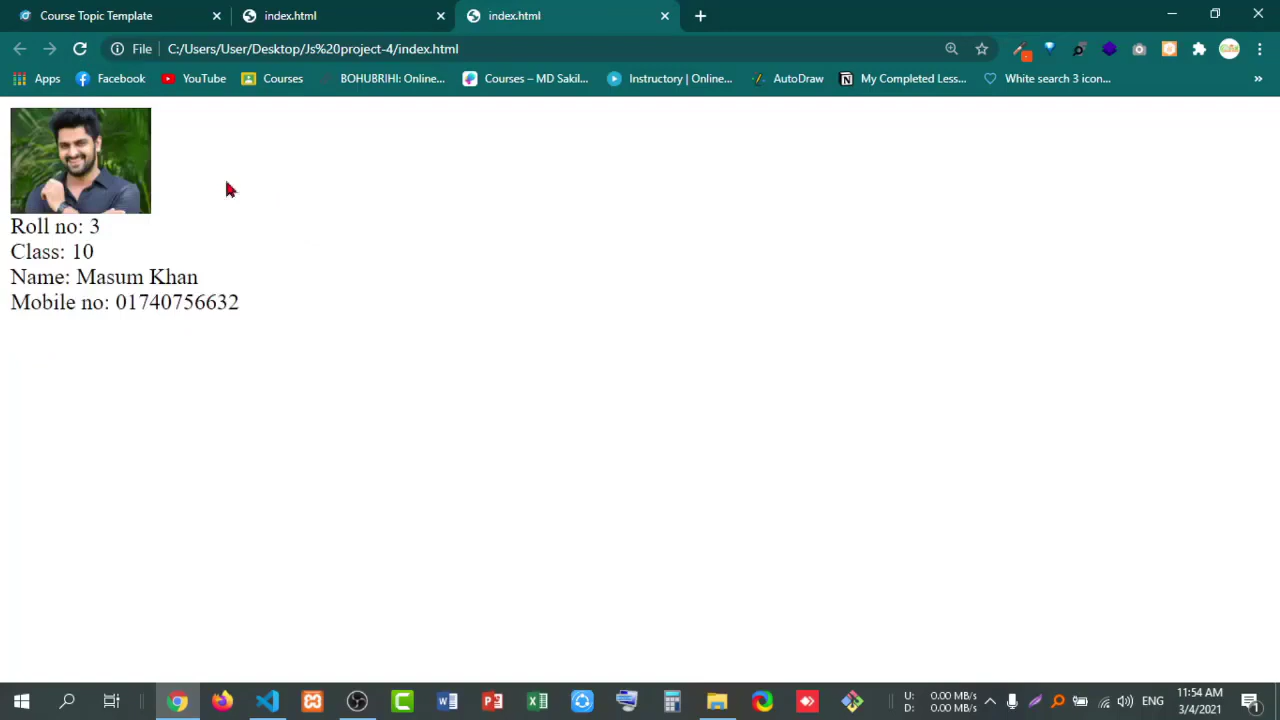 Course Topic Template
index.html
index.html
File
C:/Users/User/Desktop/Js%20project-4/index.html
Apps
Facebook
YouTube
Courses
BOHUBRIHI: Online...
Courses – MD Sakil...
Instructory | Online...
AutoDraw
My Completed Less...
White search 3 icon...
»
Roll no: 3
Class: 10
Name: Masum Khan
Mobile no: 01740756632
U: 0.00 MB/s
D: 0.00 MB/s
ENG
11:54 AM
3/4/2021